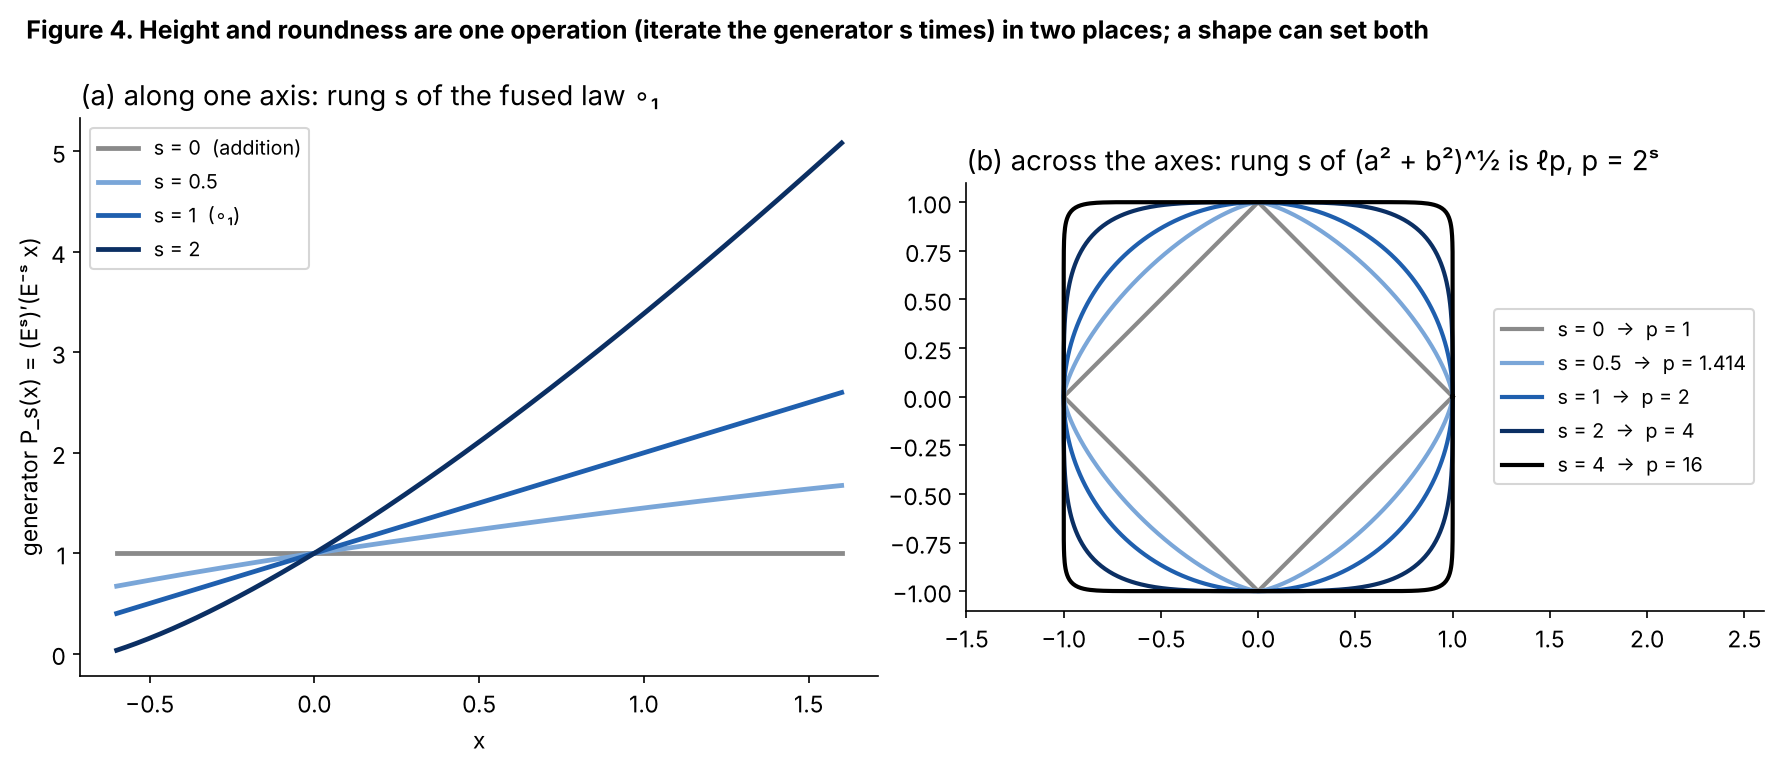 Figure 4. Height and roundness are one operation (iterate the generator s times) in two places; a shape can set both
(a) along one axis: rung s of the fused law ∘₁
s = 0 (addition)
s = 0.5
s = 1 (∘₁)
s = 2
generator P_s(x) = (Eˢ)′(E⁻ˢ x)
5
4
3
2
1
0
−0.5
0.0
0.5
1.0
1.5
x
(b) across the axes: rung s of (a² + b²)^½ is ℓp, p = 2ˢ
1.00
0.75
0.50
0.25
0.00
−0.25
−0.50
−0.75
−1.00
−1.5
−1.0
−0.5
0.0
0.5
1.0
1.5
2.0
2.5
s = 0 → p = 1
s = 0.5 → p = 1.414
s = 1 → p = 2
s = 2 → p = 4
s = 4 → p = 16